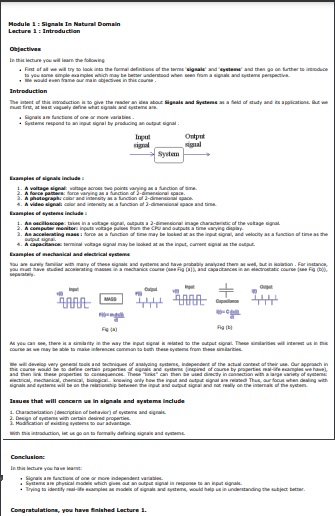 Module 1 : Signals In Natural Domain
Lecture 1 : Introduction
Objectives
In this lecture you will learn the following
• First of all we will try to look into the formal definitions of the terms 'signals' and 'systems' and then go on further to introduce
to you some simple examples which may be better understood when seen from a signals and systems perspective.
• We would even frame our main objectives in this course.
Introduction
The intent of this introduction is to give the reader an idea about Signals and Systems as a field of study and its applications. But we
must first, at least vaguely define what signals and systems are.
• Signals are functions of one or more variables .
• Systems respond to an input signal by producing an output signal .
Input signal
Output signal
System
Examples of signals include :
1. A voltage signal: voltage across two points varying as a function of time.
2. A force pattern: force varying as a function of 2-dimensional space.
3. A photograph: color and intensity as a function of 2-dimensional space.
4. A video signal: color and intensity as a function of 2-dimensional space and time.
Examples of systems include :
1. An oscilloscope: takes in a voltage signal, outputs a 2-dimensional image characteristic of the voltage signal.
2. A computer monitor: inputs voltage pulses from the CPU and outputs a time varying display.
3. An accelerating mass : force as a function of time may be looked at as the input signal, and velocity as a function of time as the
output signal.
4. A capacitance: terminal voltage signal may be looked at as the input, current signal as the output.
Examples of mechanical and electrical systems
You are surely familiar with many of these signals and systems and have probably analyzed them as well, but in isolation . For instance,
you must have studied accelerating masses in a mechanics course (see Fig (a)), and capacitances in an electrostatic course (see Fig (b)),
separately.
Input
Output
Input
Output
MASS
Capacitance
Fig (a)
Fig (b)
As you can see, there is a similarity in the way the input signal is related to the output signal. These similarities will interest us in this
course as we may be able to make inferences common to both these systems from these similarities.
We will develop very general tools and techniques of analyzing systems, independent of the actual context of their use. Our approach in
this course would be to define certain properties of signals and systems (inspired of course by properties real-life examples we have),
and then link these properties to consequences. These "links" can then be used directly in connection with a large variety of systems:
electrical, mechanical, chemical, biological… knowing only how the input and output signal are related! Thus, our focus when dealing with
signals and systems will be on the relationship between the input and output signal and not really on the internals of the system.
Issues that will concern us in signals and systems include
1. Characterization (description of behavior) of systems and signals.
2. Design of systems with certain desired properties.
3. Modification of existing systems to our advantage.
With this introduction, let us go on to formally defining signals and systems.
Conclusion:
In this lecture you have learnt:
• Signals are functions of one or more independent variables.
• Systems are physical models which gives out an output signal in response to an input signals.
• Trying to identify real-life examples as models of signals and systems, would help us in understanding the subject better.
Congratulations, you have finished Lecture 1.